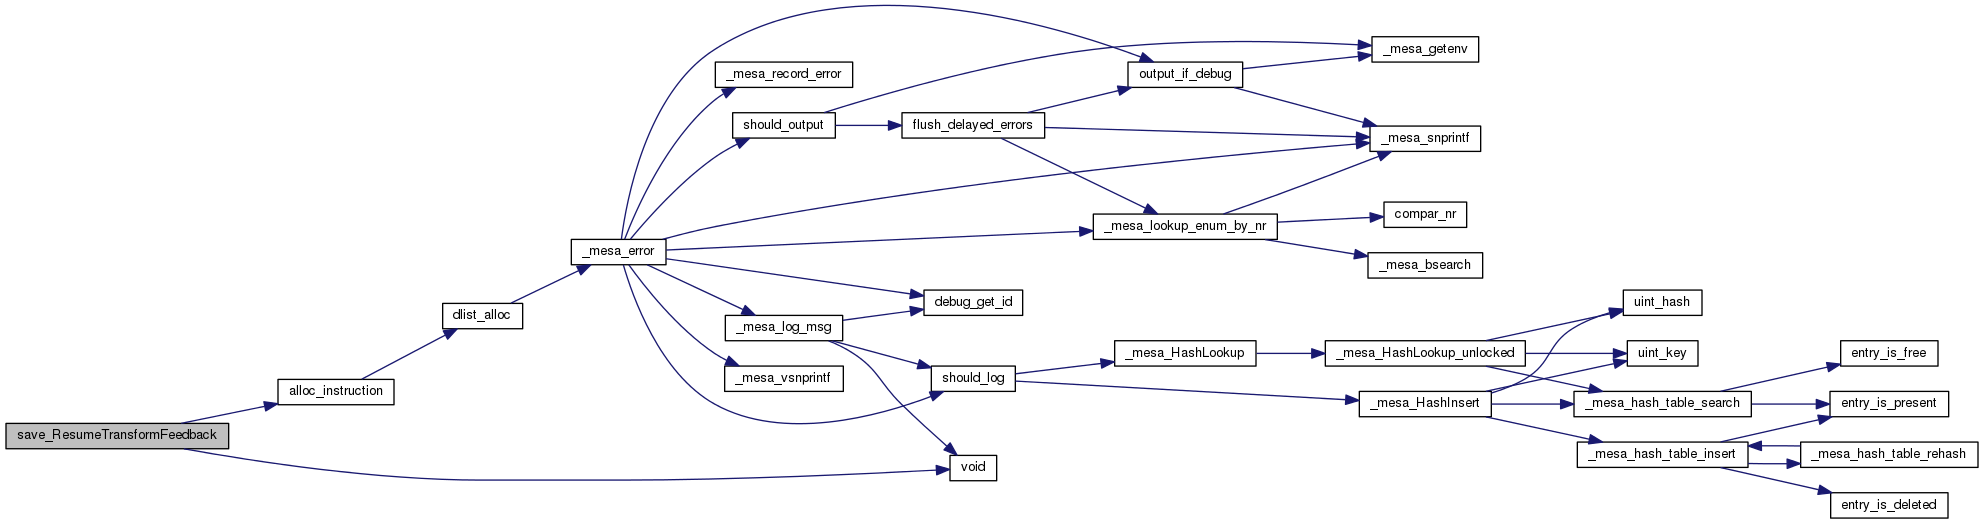 save_ResumeTransformFeedback
alloc_instruction
dlist_alloc
_mesa_error
_mesa_record_error
should_output
_mesa_log_msg
_mesa_vsnprintf
flush_delayed_errors
debug_get_id
should_log
void
output_if_debug
_mesa_lookup_enum_by_nr
_mesa_HashLookup
_mesa_getenv
_mesa_snprintf
compar_nr
_mesa_bsearch
_mesa_HashLookup_unlocked
_mesa_HashInsert
uint_hash
uint_key
_mesa_hash_table_search
_mesa_hash_table_insert
entry_is_free
entry_is_present
_mesa_hash_table_rehash
entry_is_deleted